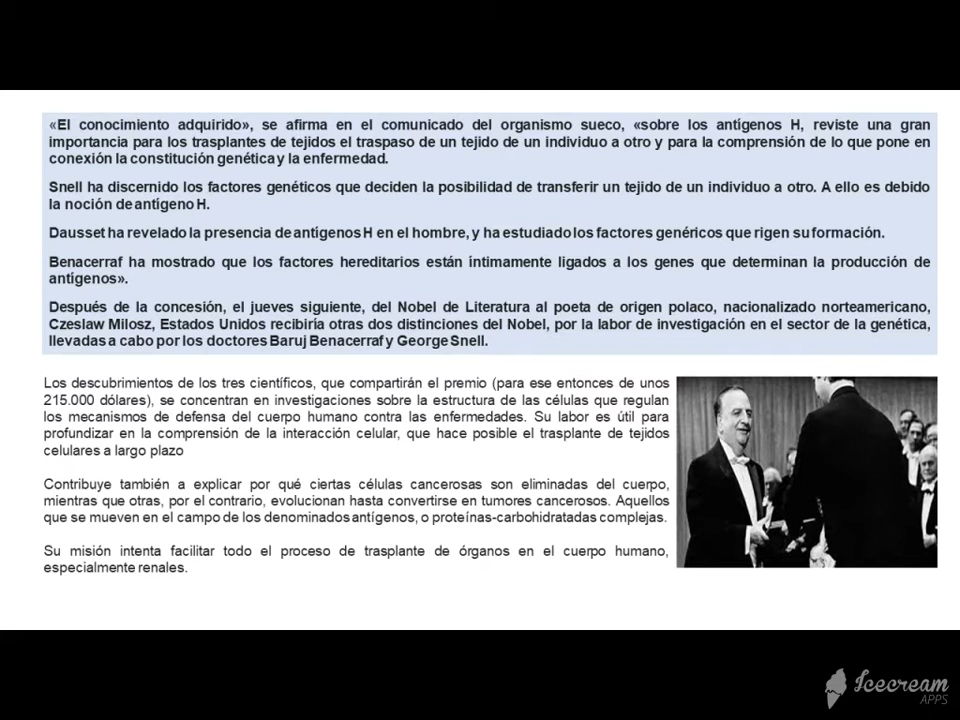 «El conocimiento adquirido», se afirma en el comunicado del organismo sueco, «sobre los antígenos H, reviste una gran
importancia para los trasplantes de tejidos el traspaso de un tejido de un individuo a otro y para la comprensión de lo que pone en
conexión la constitución genética y la enfermedad.
Snell ha discernido los factores genéticos que deciden la posibilidad de transferir un tejido de un individuo a otro. A ello es debido
la noción de antígeno H.
Dausset ha revelado la presencia de antígenos H en el hombre, y ha estudiado los factores genéricos que rigen su formación.
Benacerraf ha mostrado que los factores hereditarios están íntimamente ligados a los genes que determinan la producción de
antígenos».
Después de la concesión, el jueves siguiente, del Nobel de Literatura al poeta de origen polaco, nacionalizado norteamericano,
Czeslaw Milosz, Estados Unidos recibiría otras dos distinciones del Nobel, por la labor de investigación en el sector de la genética,
llevadas a cabo por los doctores Baruj Benacerraf y George Snell.
Los descubrimientos de los tres científicos, que compartirán el premio (para ese entonces de unos
215.000 dólares), se concentran en investigaciones sobre la estructura de las células que regulan
los mecanismos de defensa del cuerpo humano contra las enfermedades. Su labor es útil para
profundizar en la comprensión de la interacción celular, que hace posible el trasplante de tejidos
celulares a largo plazo
Contribuye también a explicar por qué ciertas células cancerosas son eliminadas del cuerpo,
mientras que otras, por el contrario, evolucionan hasta convertirse en tumores cancerosos. Aquellos
que se mueven en el campo de los denominados antígenos, o proteínas-carbohidratadas complejas.
Su misión intenta facilitar todo el proceso de trasplante de órganos en el cuerpo humano,
especialmente renales.
Icecream
APPS